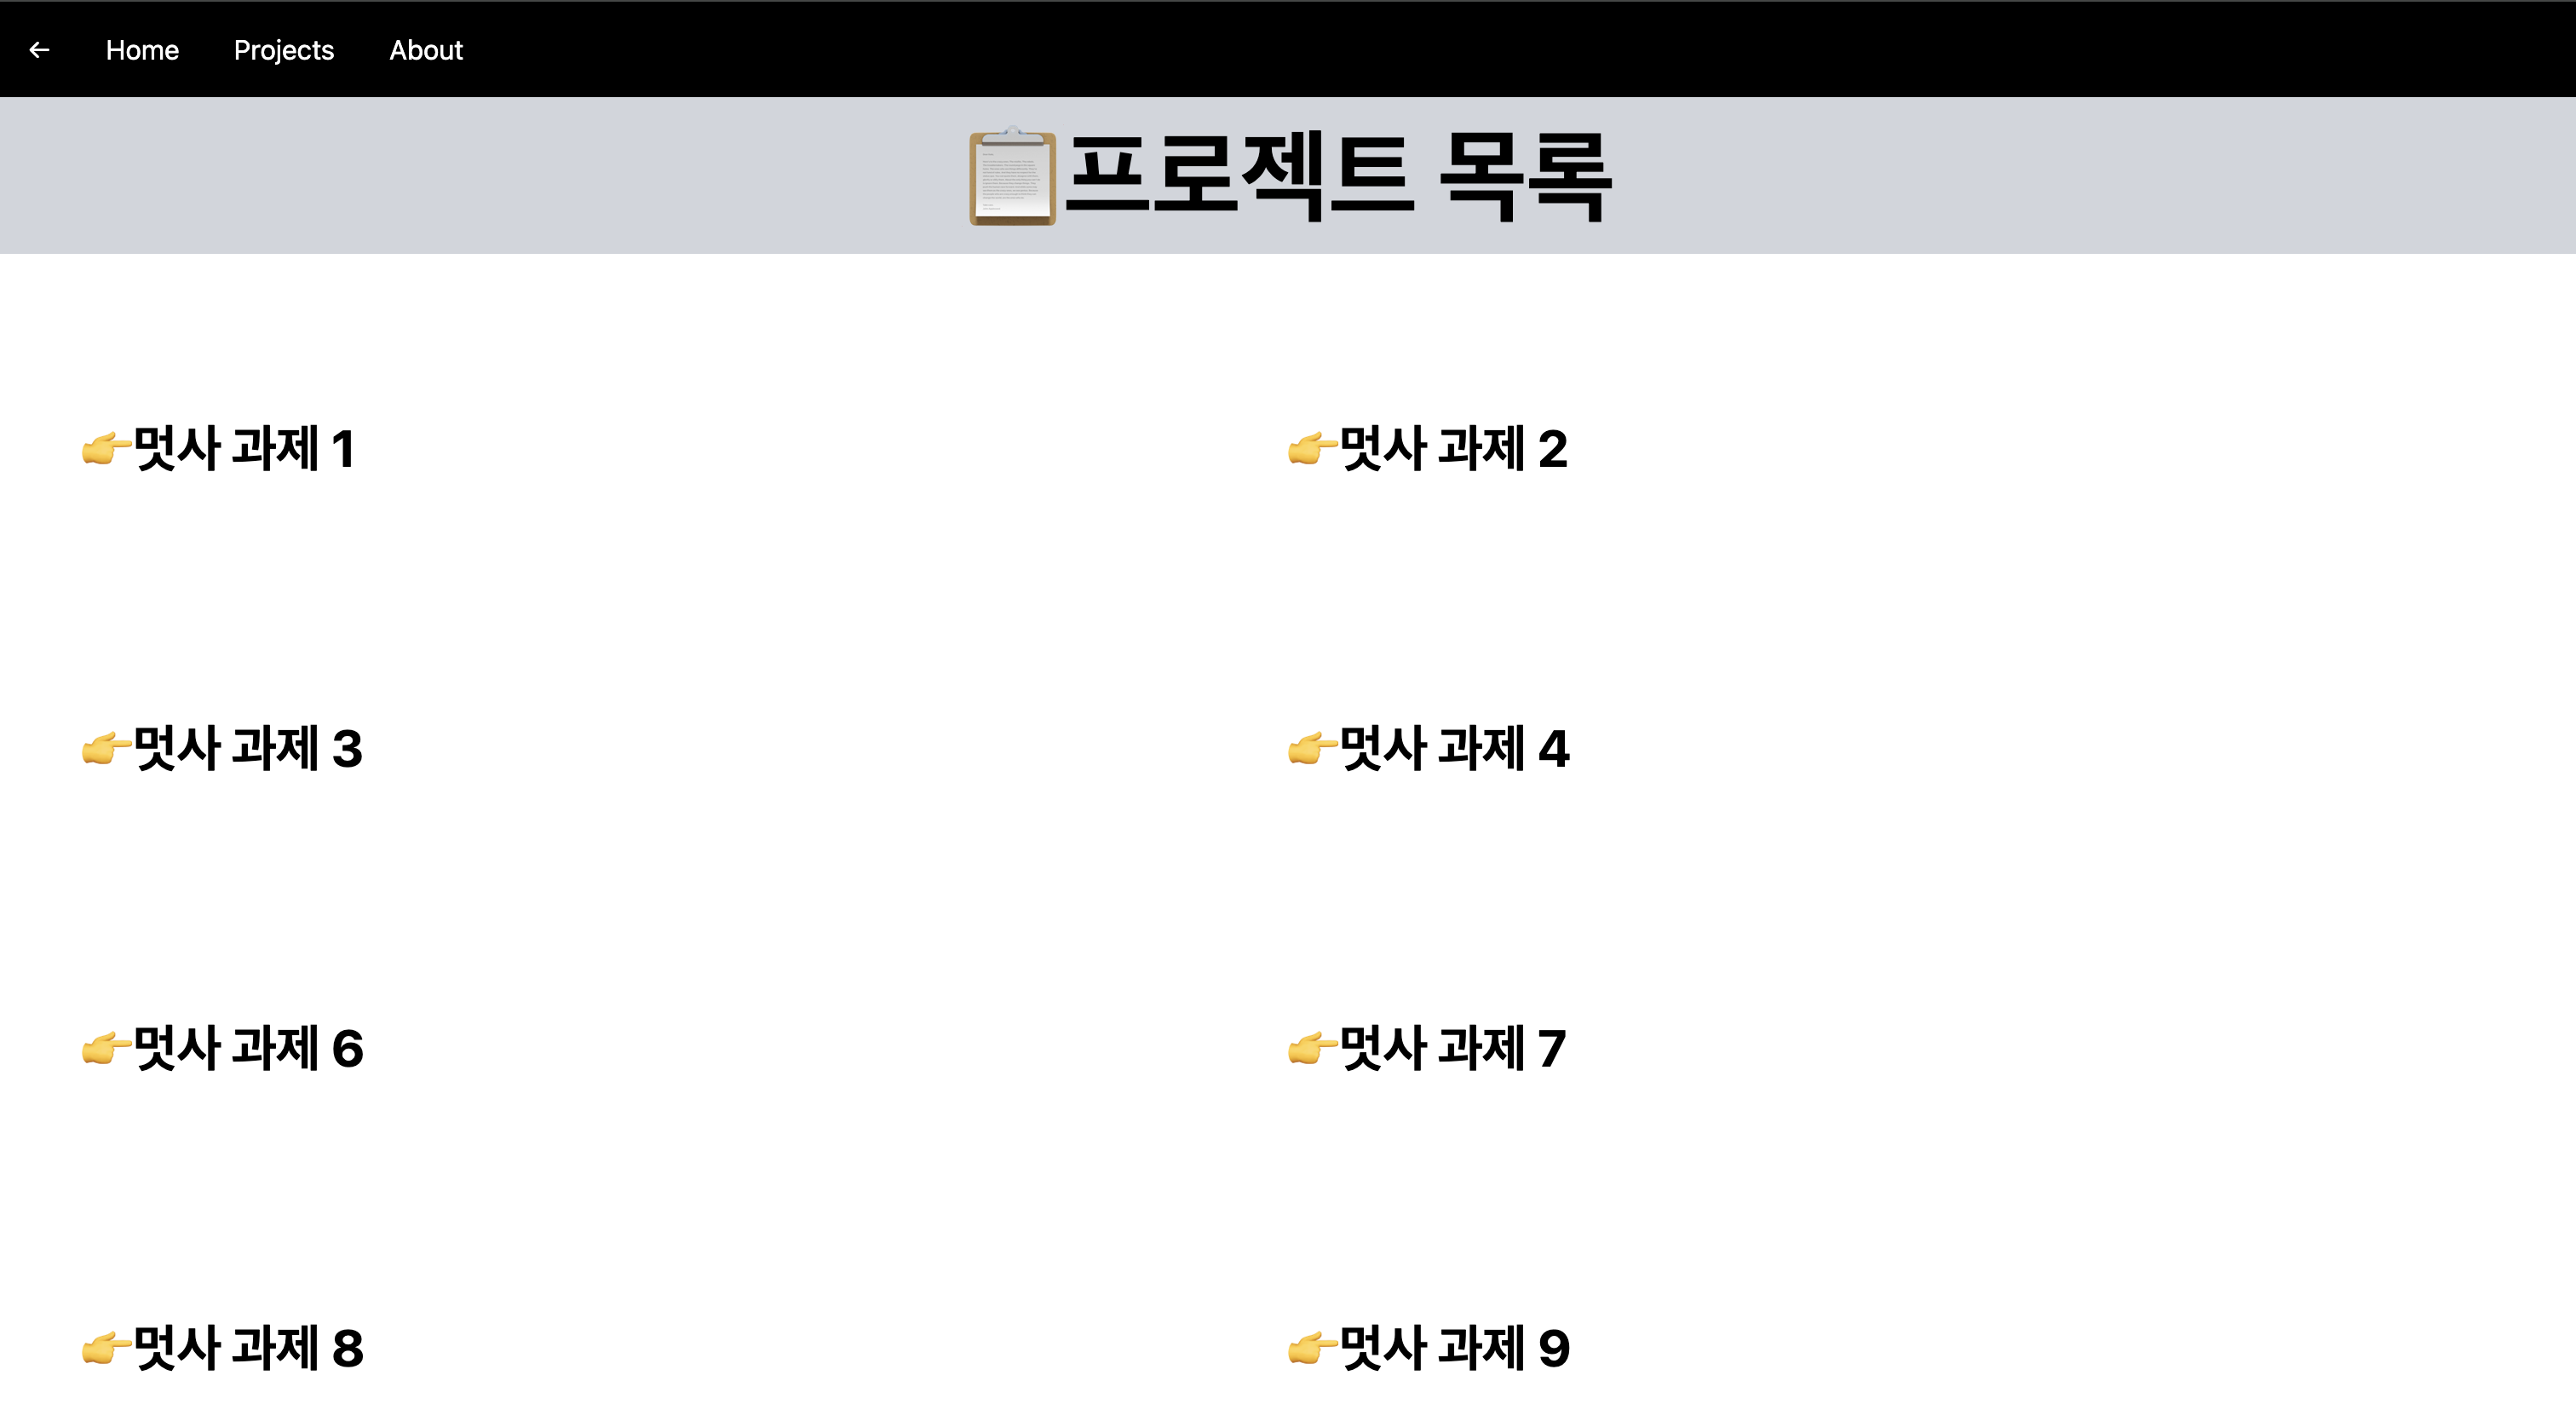 ← Home Projects About
📋프로젝트 목록
👉멋사 과제 1 👉멋사 과제 2
👉멋사 과제 3 👉멋사 과제 4
👉멋사 과제 6 👉멋사 과제 7
👉멋사 과제 8 👉멋사 과제 9